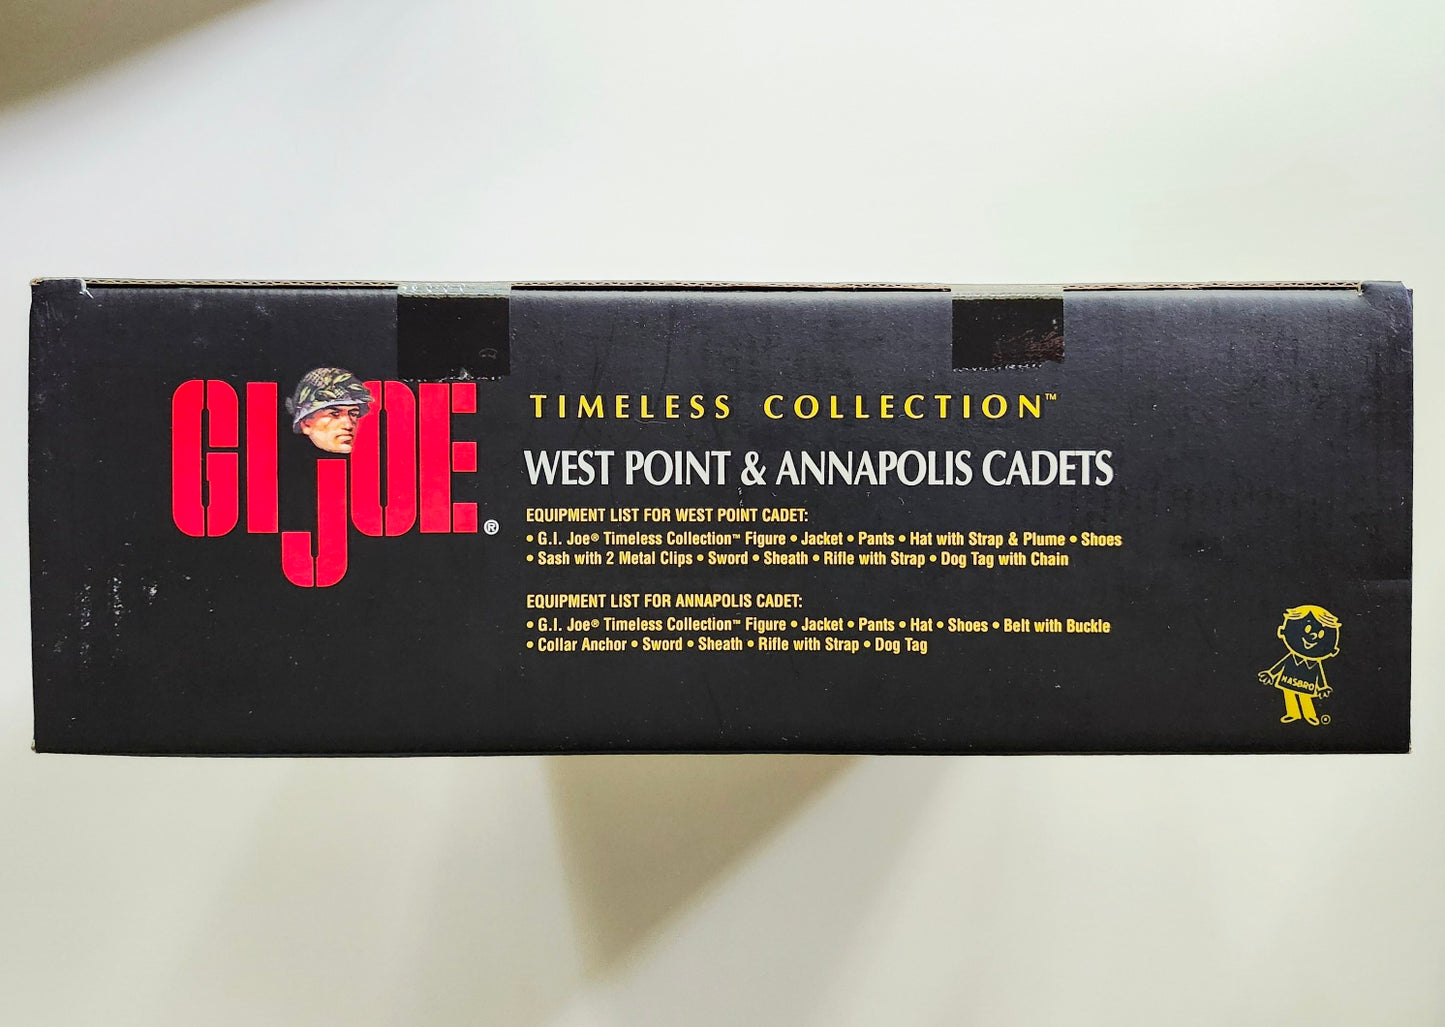 GI JOE®
TIMELESS COLLECTION™
WEST POINT & ANNAPOLIS CADETS
EQUIPMENT LIST FOR WEST POINT CADET:
• G.I. Joe® Timeless Collection™ Figure • Jacket • Pants • Hat with Strap & Plume • Shoes
• Sash with 2 Metal Clips • Sword • Sheath • Rifle with Strap • Dog Tag with Chain
EQUIPMENT LIST FOR ANNAPOLIS CADET:
• G.I. Joe® Timeless Collection™ Figure • Jacket • Pants • Hat • Shoes • Belt with Buckle
• Collar Anchor • Sword • Sheath • Rifle with Strap • Dog Tag
HASBRO
®